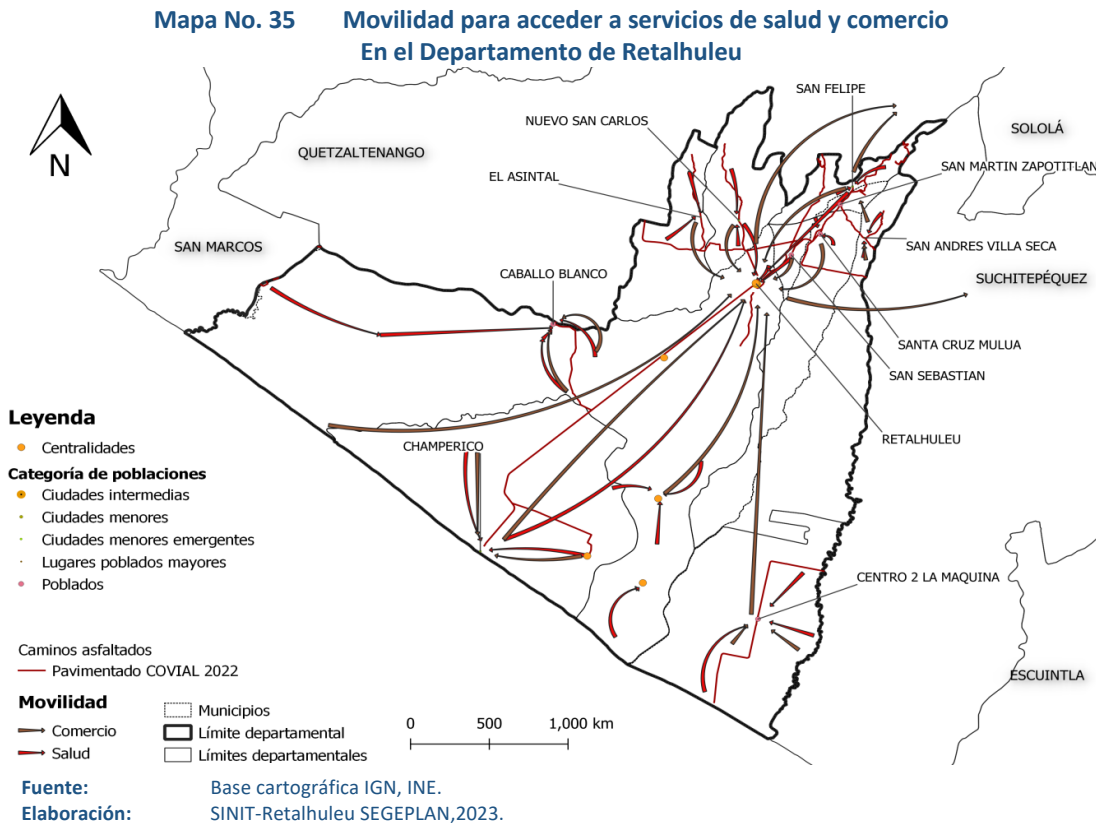 Mapa No. 35 Movilidad para acceder a servicios de salud y comercio
En el Departamento de Retalhuleu
N
SAN FELIPE
NUEVO SAN CARLOS
SOLOLÁ
QUETZALTENANGO
SAN MARTIN ZAPOTITLAN
EL ASINTAL
SAN MARCOS
SAN ANDRES VILLA SECA
CABALLO BLANCO
SUCHITEPÉQUEZ
SANTA CRUZ MULUA
SAN SEBASTIAN
RETALHULEU
CHAMPERICO
CENTRO 2 LA MAQUINA
ESCUINTLA
Leyenda
Centralidades
Categoría de poblaciones
Ciudades intermedias
Ciudades menores
Ciudades menores emergentes
Lugares poblados mayores
Poblados
Caminos asfaltados
Pavimentado COVIAL 2022
Movilidad
Comercio
Salud
Municipios
Límite departamental
Límites departamentales
0 500 1,000 km
Fuente: Base cartográfica IGN, INE.
Elaboración: SINIT-Retalhuleu SEGEPLAN,2023.